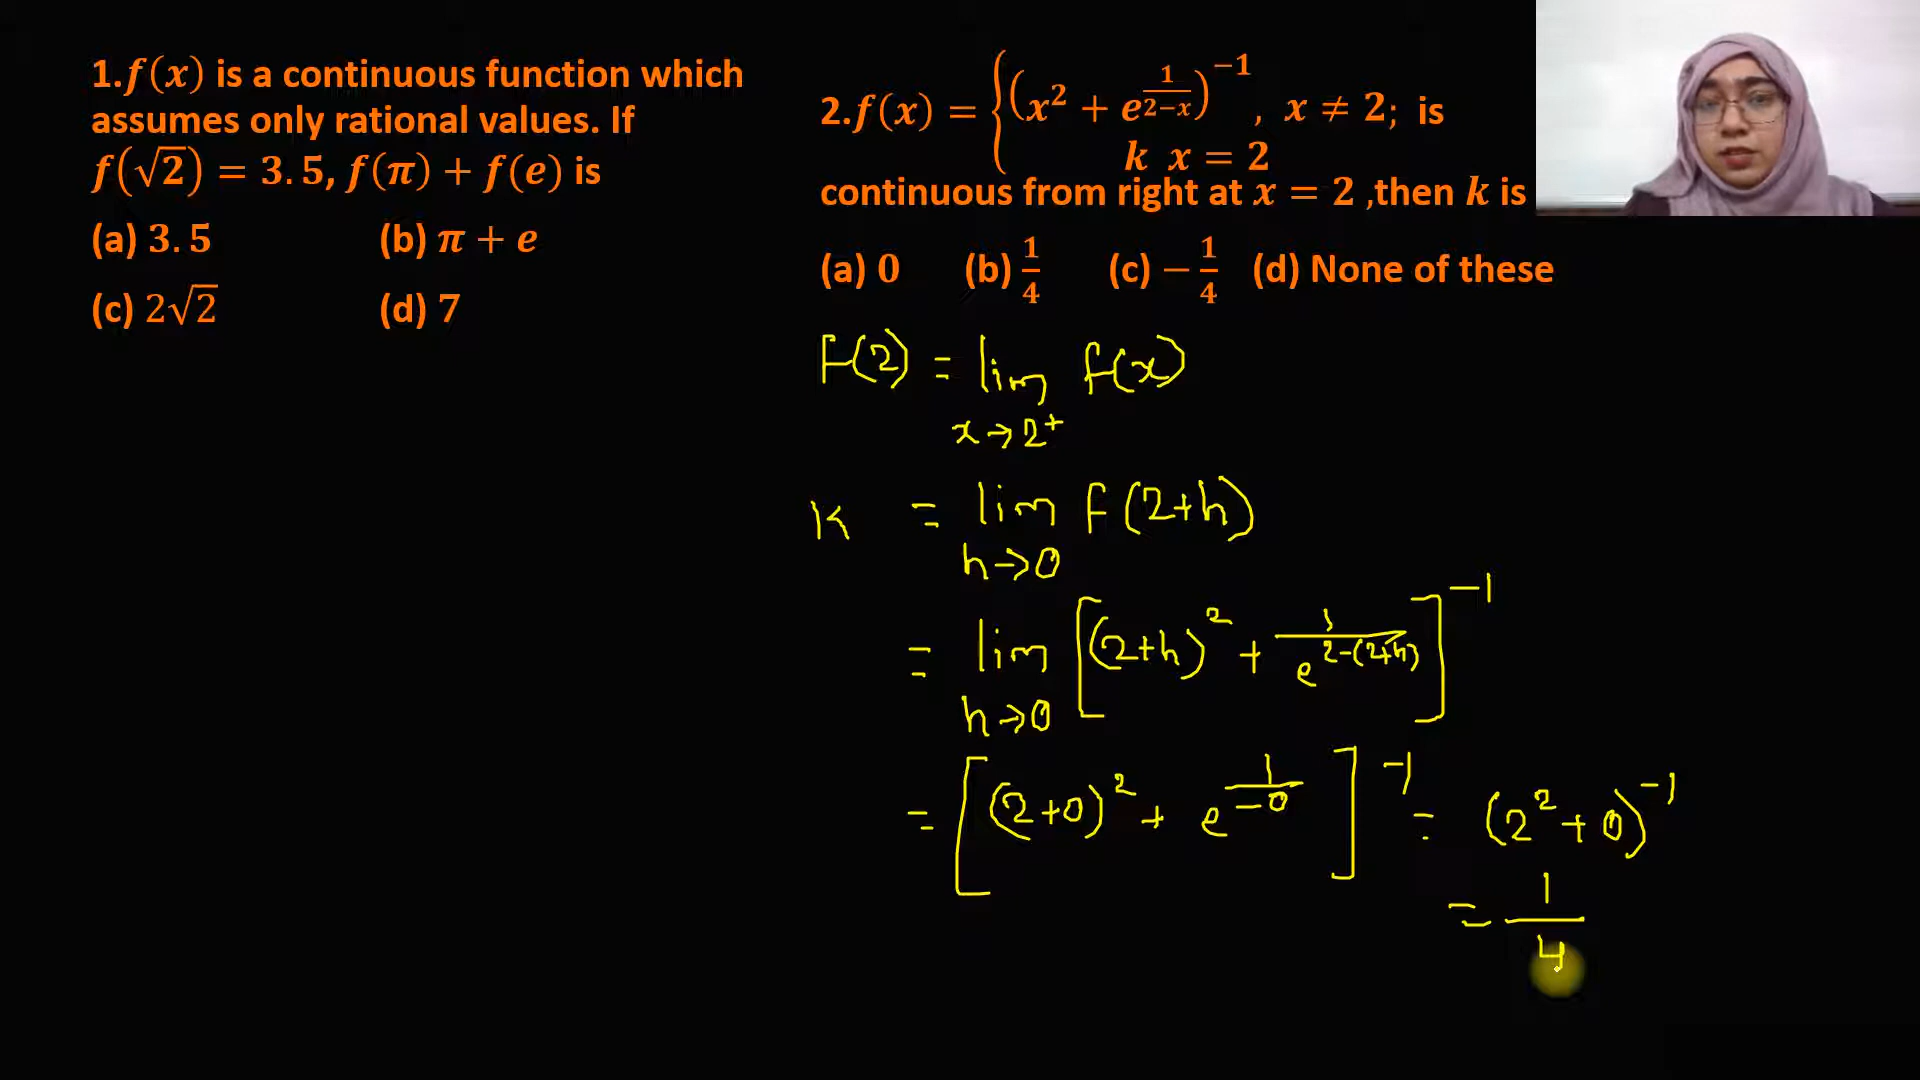 1.f(x) is a continuous function which
assumes only rational values. If
f(√2) = 3.5, f(π) + f(e) is
(a) 3.5 (b) π + e
(c) 2√2 (d) 7
2.f(x) = {(x² + e^(1/(2−x)))^−1, x ≠ 2; is
k x = 2
continuous from right at x = 2 ,then k is
(a) 0 (b) 1/4 (c) −1/4 (d) None of these
F(2) = lim f(x)
x→2⁺
K = lim F(2+h)
h→0
= lim [(2+h)² + 1/e^(2−(2+h))]^−1
h→0
= [(2+0)² + e^(1/−0)]^−1 = (2² + 0)^−1
= 1/4